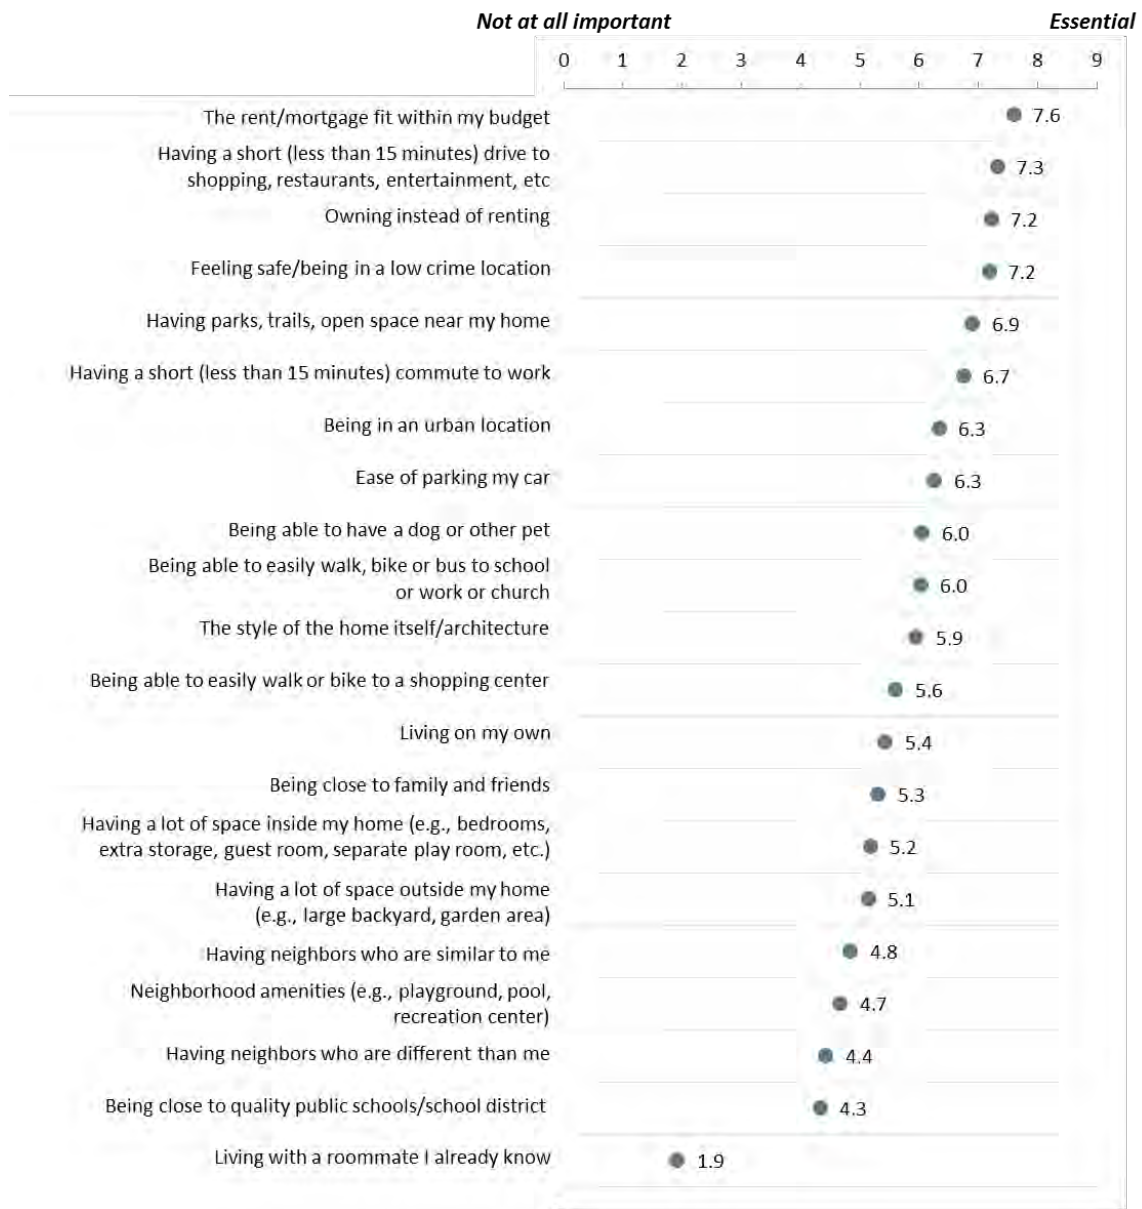 Not at all important Essential
0 1 2 3 4 5 6 7 8 9
The rent/mortgage fit within my budget 7.6
Having a short (less than 15 minutes) drive to
shopping, restaurants, entertainment, etc 7.3
Owning instead of renting 7.2
Feeling safe/being in a low crime location 7.2
Having parks, trails, open space near my home 6.9
Having a short (less than 15 minutes) commute to work 6.7
Being in an urban location 6.3
Ease of parking my car 6.3
Being able to have a dog or other pet 6.0
Being able to easily walk, bike or bus to school
or work or church 6.0
The style of the home itself/architecture 5.9
Being able to easily walk or bike to a shopping center 5.6
Living on my own 5.4
Being close to family and friends 5.3
Having a lot of space inside my home (e.g., bedrooms,
extra storage, guest room, separate play room, etc.) 5.2
Having a lot of space outside my home
(e.g., large backyard, garden area) 5.1
Having neighbors who are similar to me 4.8
Neighborhood amenities (e.g., playground, pool,
recreation center) 4.7
Having neighbors who are different than me 4.4
Being close to quality public schools/school district 4.3
Living with a roommate I already know 1.9